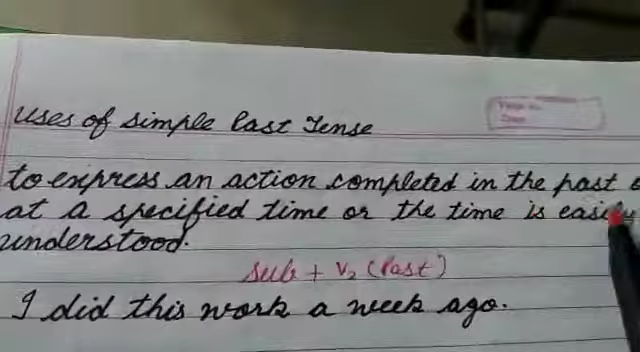 Uses of Simple Past Tense
to express an action completed in the past
at a specified time or the time is easily
understood.
sub + V2 (Past)
I did this work a week ago.